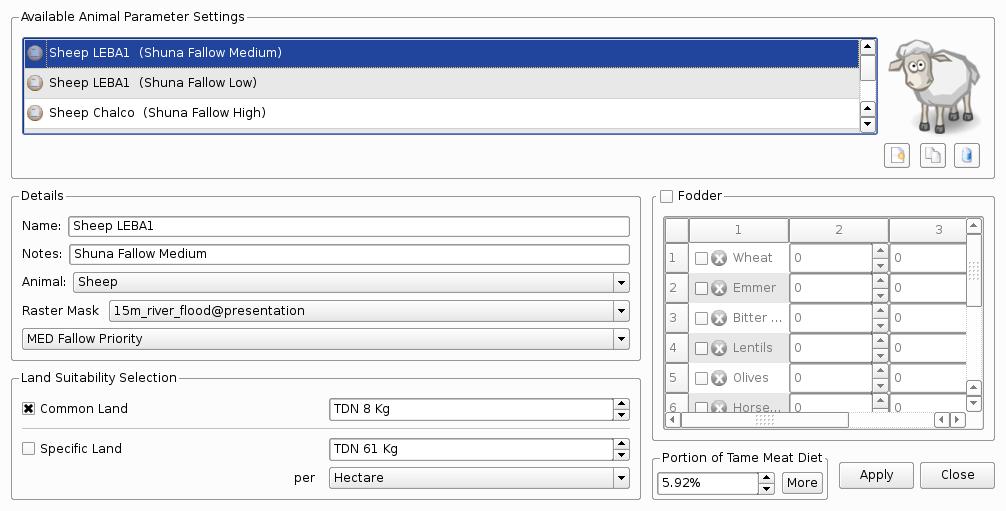 Available Animal Parameter Settings
Sheep LEBA1 (Shuna Fallow Medium)
Sheep LEBA1 (Shuna Fallow Low)
Sheep Chalco (Shuna Fallow High)
Details
Name: Sheep LEBA1
Notes: Shuna Fallow Medium
Animal: Sheep
Raster Mask 15m_river_flood@presentation
MED Fallow Priority
Land Suitability Selection
Common Land TDN 8 Kg
Specific Land TDN 61 Kg
per Hectare
Fodder
1 2 3
1 Wheat 0 0
2 Emmer 0 0
3 Bitter ... 0 0
4 Lentils 0 0
5 Olives 0 0
6 Horse... 0 0
Portion of Tame Meat Diet
5.92% More Apply Close